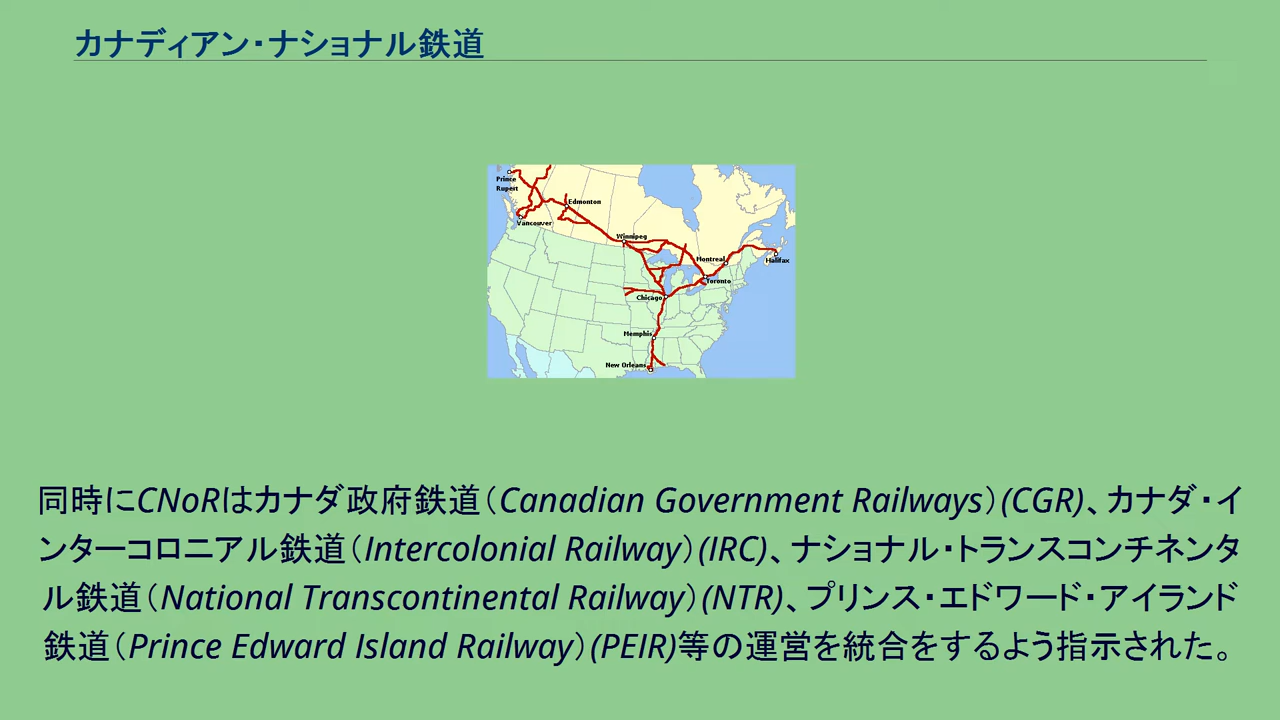 カナディアン・ナショナル鉄道
Prince
Rupert
Edmonton
Vancouver
Winnipeg
Montreal
Halifax
Toronto
Chicago
Memphis
New Orleans
同時にCNoRはカナダ政府鉄道（Canadian Government Railways）(CGR)、カナダ・イ
ンターコロニアル鉄道（Intercolonial Railway）(IRC)、ナショナル・トランスコンチネンタ
ル鉄道（National Transcontinental Railway）(NTR)、プリンス・エドワード・アイランド
鉄道（Prince Edward Island Railway）(PEIR)等の運営を統合をするよう指示された。